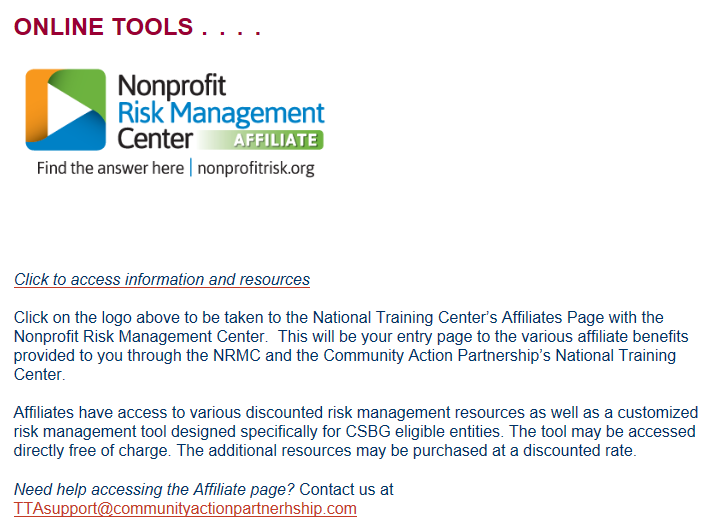 ONLINE TOOLS . . . .
Nonprofit
Risk Management
Center AFFILIATE
Find the answer here | nonprofitrisk.org
Click to access information and resources
Click on the logo above to be taken to the National Training Center’s Affiliates Page with the
Nonprofit Risk Management Center.  This will be your entry page to the various affiliate benefits
provided to you through the NRMC and the Community Action Partnership’s National Training
Center.
Affiliates have access to various discounted risk management resources as well as a customized
risk management tool designed specifically for CSBG eligible entities. The tool may be accessed
directly free of charge. The additional resources may be purchased at a discounted rate.
Need help accessing the Affiliate page? Contact us at
TTAsupport@communityactionpartnerhship.com